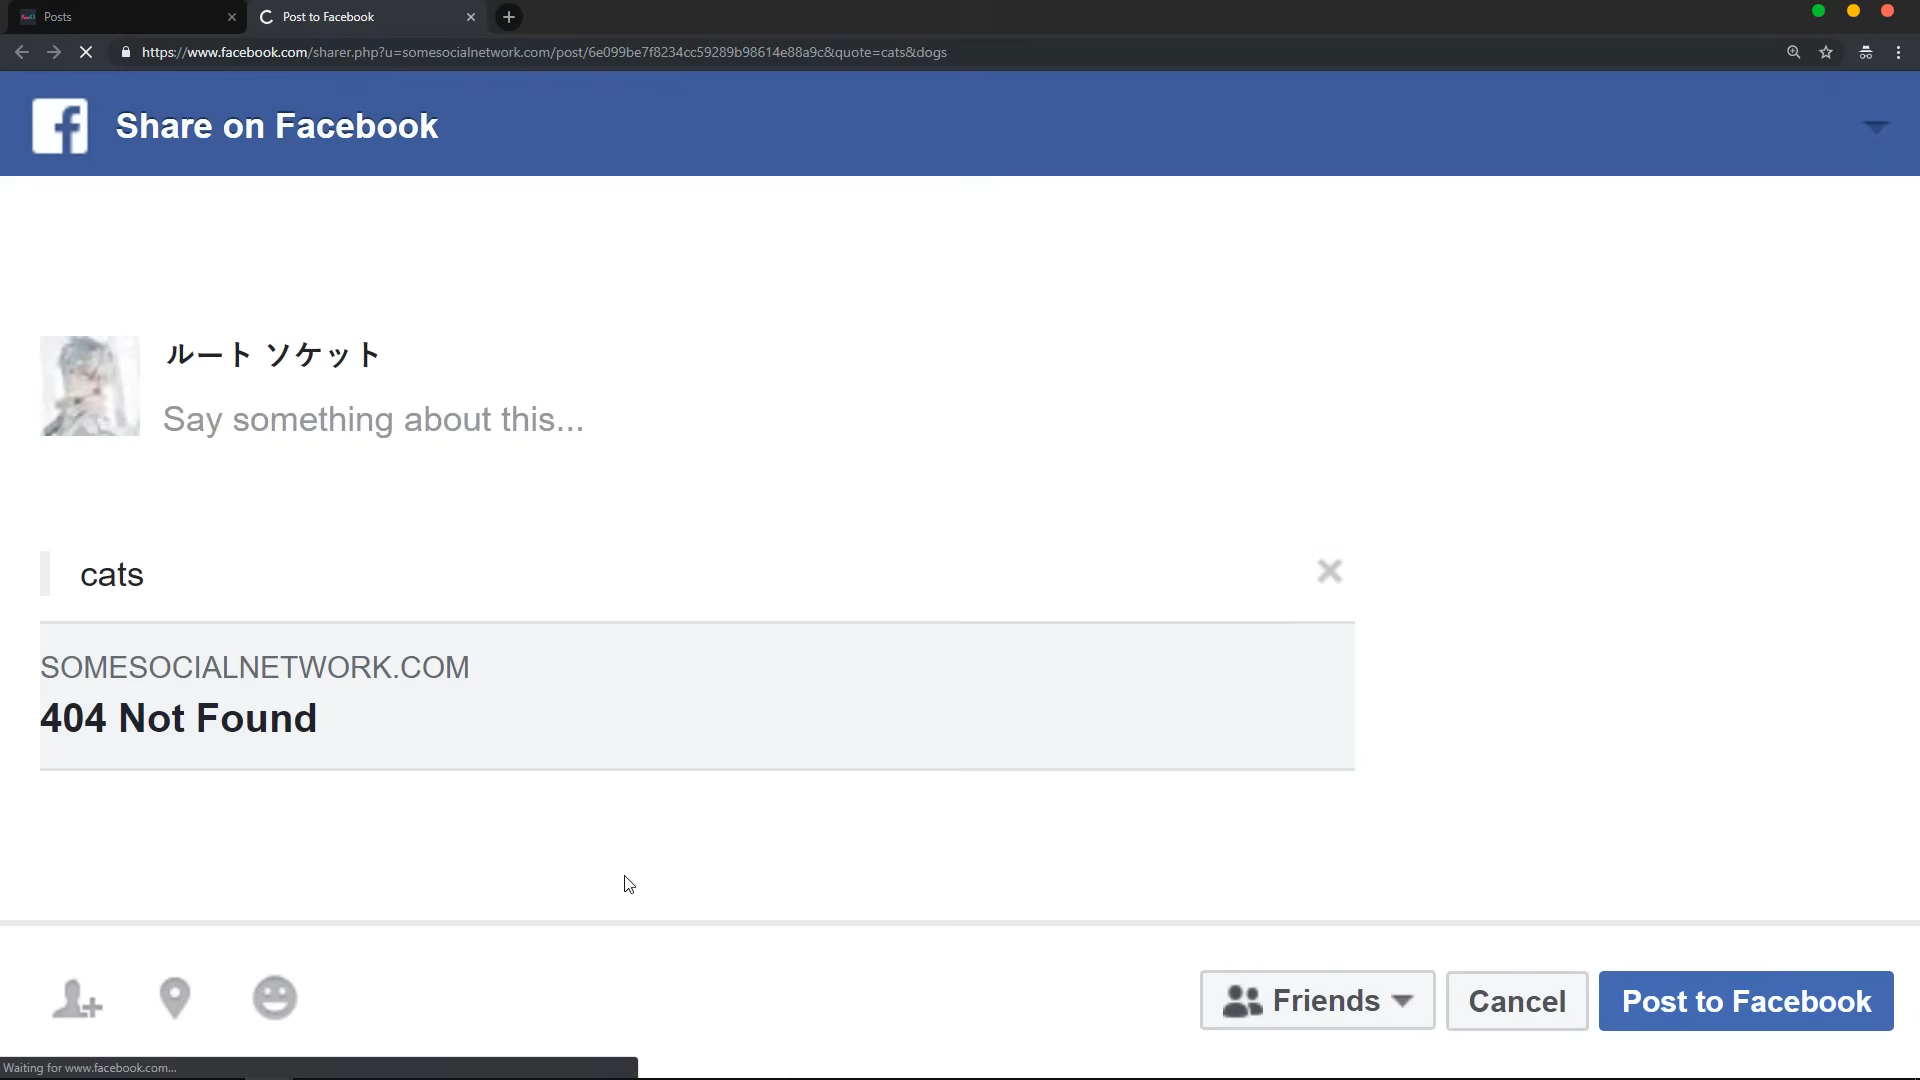 Posts
Post to Facebook
https://www.facebook.com/sharer.php?u=somesocialnetwork.com/post/6e099be7f8234cc59289b98614e88a9c&quote=cats&dogs
Share on Facebook
ルート ソケット
Say something about this...
cats
SOMESOCIALNETWORK.COM
404 Not Found
Friends
Cancel
Post to Facebook
Waiting for www.facebook.com...